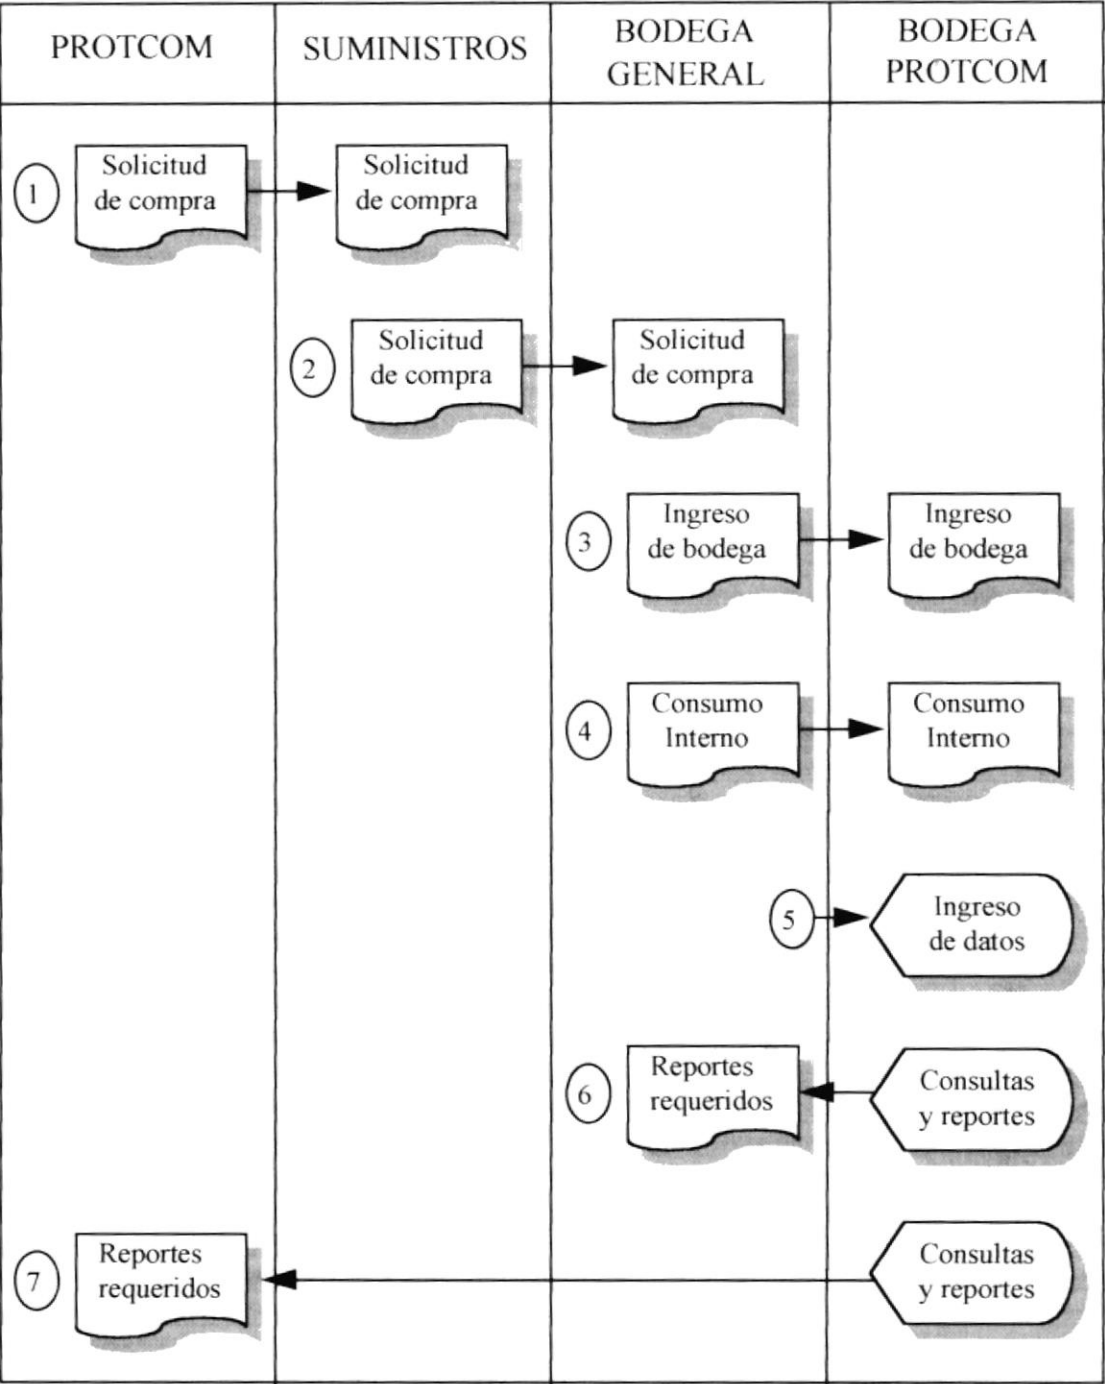 PROTCOM
SUMINISTROS
BODEGA
GENERAL
BODEGA
PROTCOM
1
Solicitud
de compra
Solicitud
de compra
2
Solicitud
de compra
Solicitud
de compra
3
Ingreso
de bodega
Ingreso
de bodega
4
Consumo
Interno
Consumo
Interno
5
Ingreso
de datos
6
Reportes
requeridos
Consultas
y reportes
7
Reportes
requeridos
Consultas
y reportes